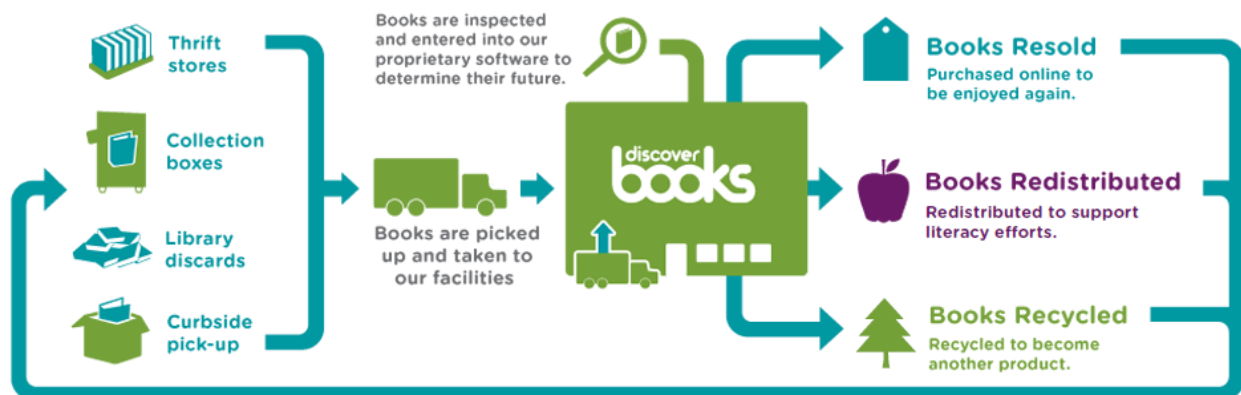 Thrift
stores
Collection
boxes
Library
discards
Curbside
pick-up
Books are picked
up and taken to
our facilities
Books are inspected
and entered into our
proprietary software to
determine their future.
discover
books
Books Resold
Purchased online to
be enjoyed again.
Books Redistributed
Redistributed to support
literacy efforts.
Books Recycled
Recycled to become
another product.